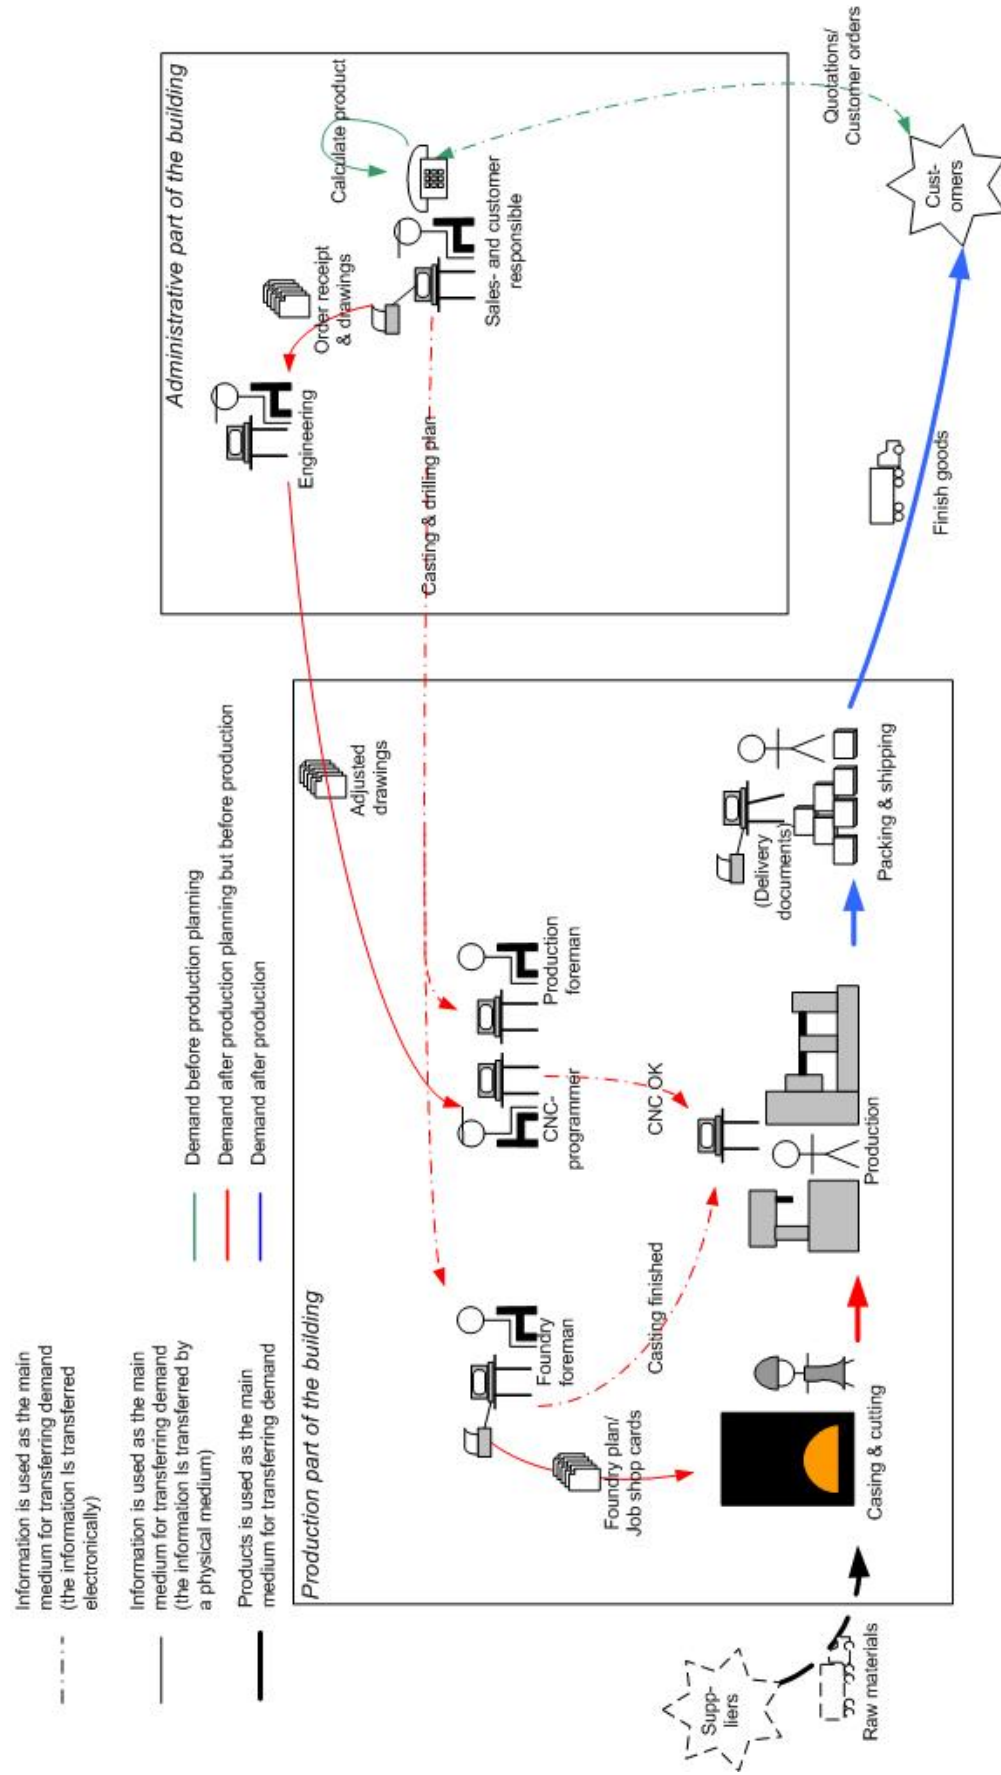 Information is used as the main
medium for transferring demand
(the information Is transferred
electronically)
Information is used as the main
medium for transferring demand
(the information Is transferred by
a physical medium)
Products is used as the main
medium for transferring demand
Demand before production planning
Demand after production planning but before production
Demand after production
Production part of the building
Administrative part of the building
Supp-
liers
Raw materials
Foundry
foreman
Foundry plan/
Job shop cards
Casting finished
Casing & cutting
CNC-
programmer
Production
foreman
CNC OK
Production
Adjusted
drawings
(Delivery
documents)
Packing & shipping
Engineering
Order receipt
& drawings
Casting & drilling plan
Calculate product
Sales- and customer
responsible
Quotations/
Customer orders
Cust-
omers
Finish goods